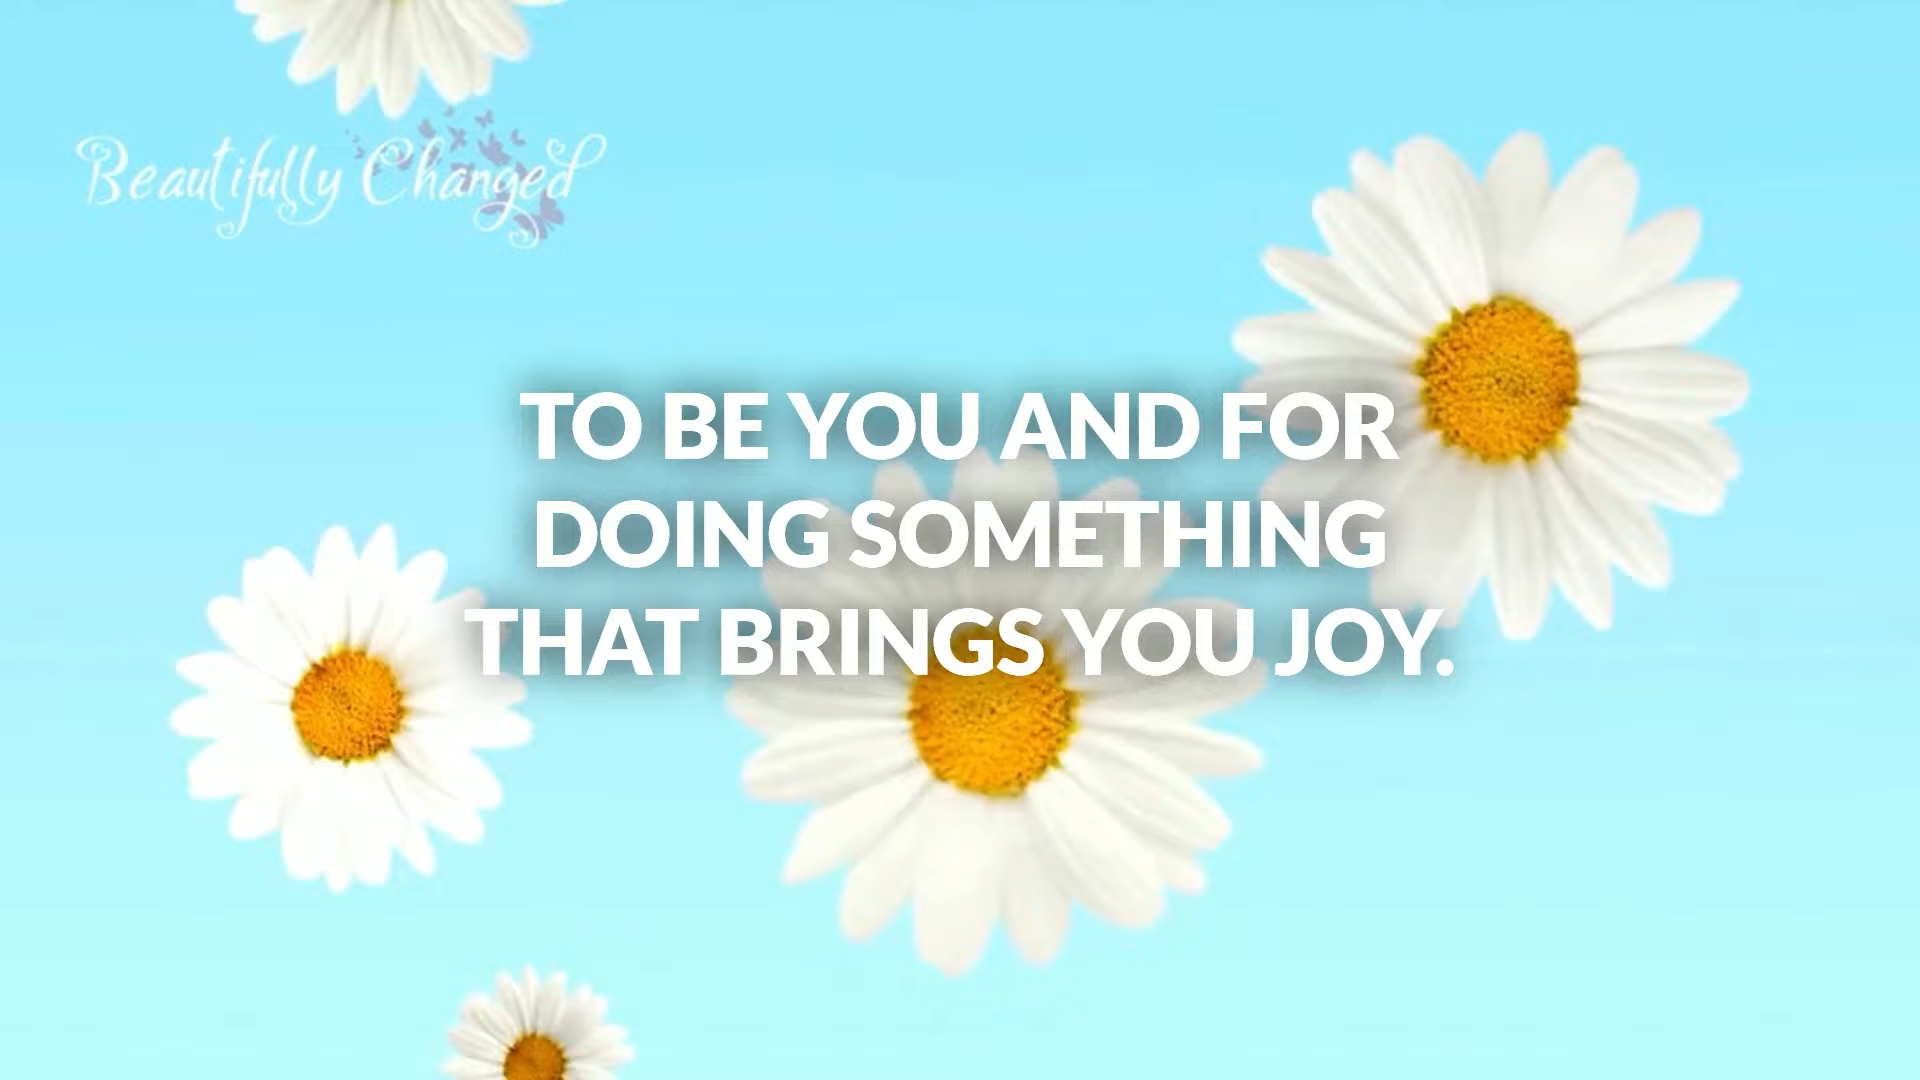 Beautifully Changed
TO BE YOU AND FOR
DOING SOMETHING
THAT BRINGS YOU JOY.